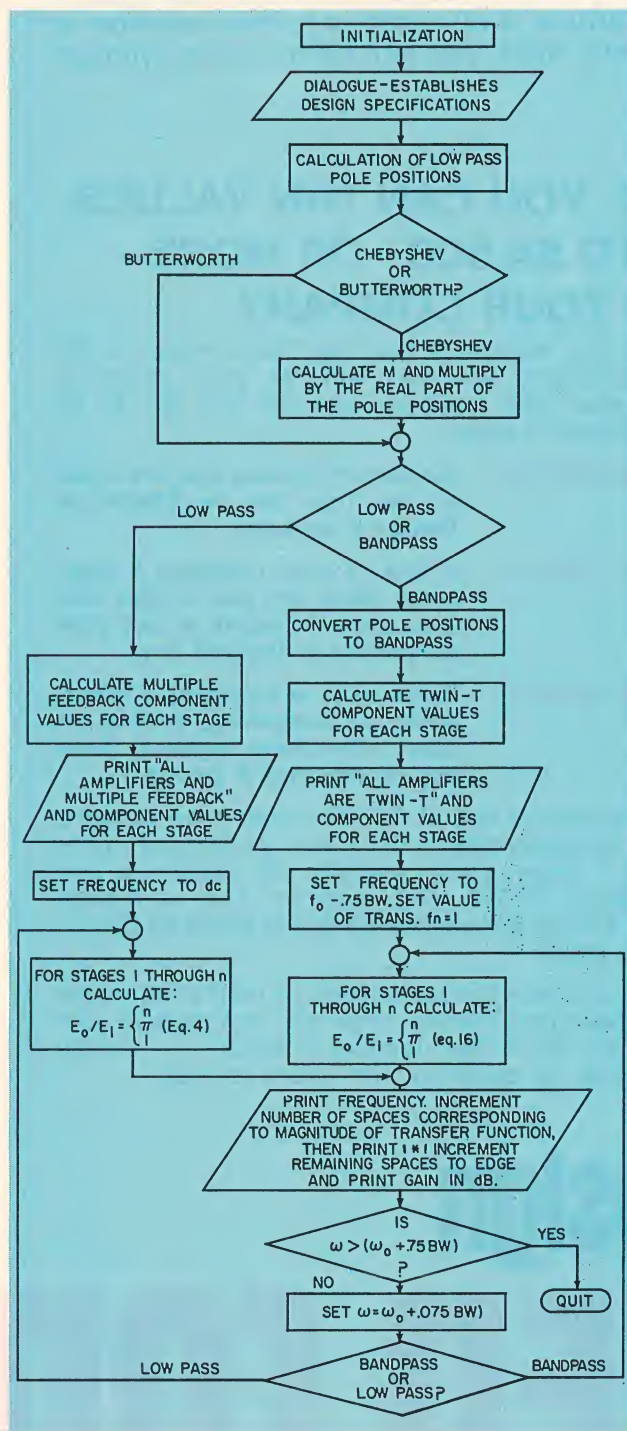 INITIALIZATION
DIALOGUE-ESTABLISHES
DESIGN SPECIFICATIONS
CALCULATION OF LOW PASS
POLE POSITIONS
BUTTERWORTH
CHEBYSHEV
OR
BUTTERWORTH?
CHEBYSHEV
CALCULATE M AND MULTIPLY
BY THE REAL PART OF
THE POLE POSITIONS
LOW PASS
LOW PASS
OR
BANDPASS
BANDPASS
CONVERT POLE POSITIONS
TO BANDPASS
CALCULATE MULTIPLE
FEEDBACK COMPONENT
VALUES FOR EACH STAGE
CALCULATE TWIN-T
COMPONENT VALUES
FOR EACH STAGE
PRINT "ALL
AMPLIFIERS AND
MULTIPLE FEEDBACK"
AND COMPONENT VALUES
FOR EACH STAGE
PRINT "ALL AMPLIFIERS
ARE TWIN-T" AND
COMPONENT VALUES
FOR EACH STAGE
SET FREQUENCY TO dc
SET FREQUENCY TO
f₀ -.75 BW. SET VALUE
OF TRANS. fn=1
FOR STAGES 1 THROUGH n
CALCULATE:
E₀/E₁ = { n π 1 (Eq. 4)
FOR STAGES 1
THROUGH n CALCULATE:
E₀/E₁ = { n π 1 (eq.16)
PRINT FREQUENCY. INCREMENT
NUMBER OF SPACES CORRESPONDING
TO MAGNITUDE OF TRANSFER FUNCTION,
THEN PRINT '*' INCREMENT
REMAINING SPACES TO EDGE
AND PRINT GAIN IN dB.
IS
ω > (ω₀ +.75 BW)
?
YES
NO
QUIT
SET ω=ω₀ +.075 BW)
LOW PASS
BANDPASS
OR
LOW PASS?
BANDPASS